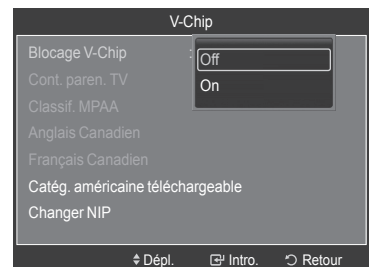 V-Chip
Blocage V-Chip : Off
On
Cont. paren. TV
Classif. MPAA
Anglais Canadien
Français Canadien
Catég. américaine téléchargeable
Changer NIP
Dépl. Intro. Retour